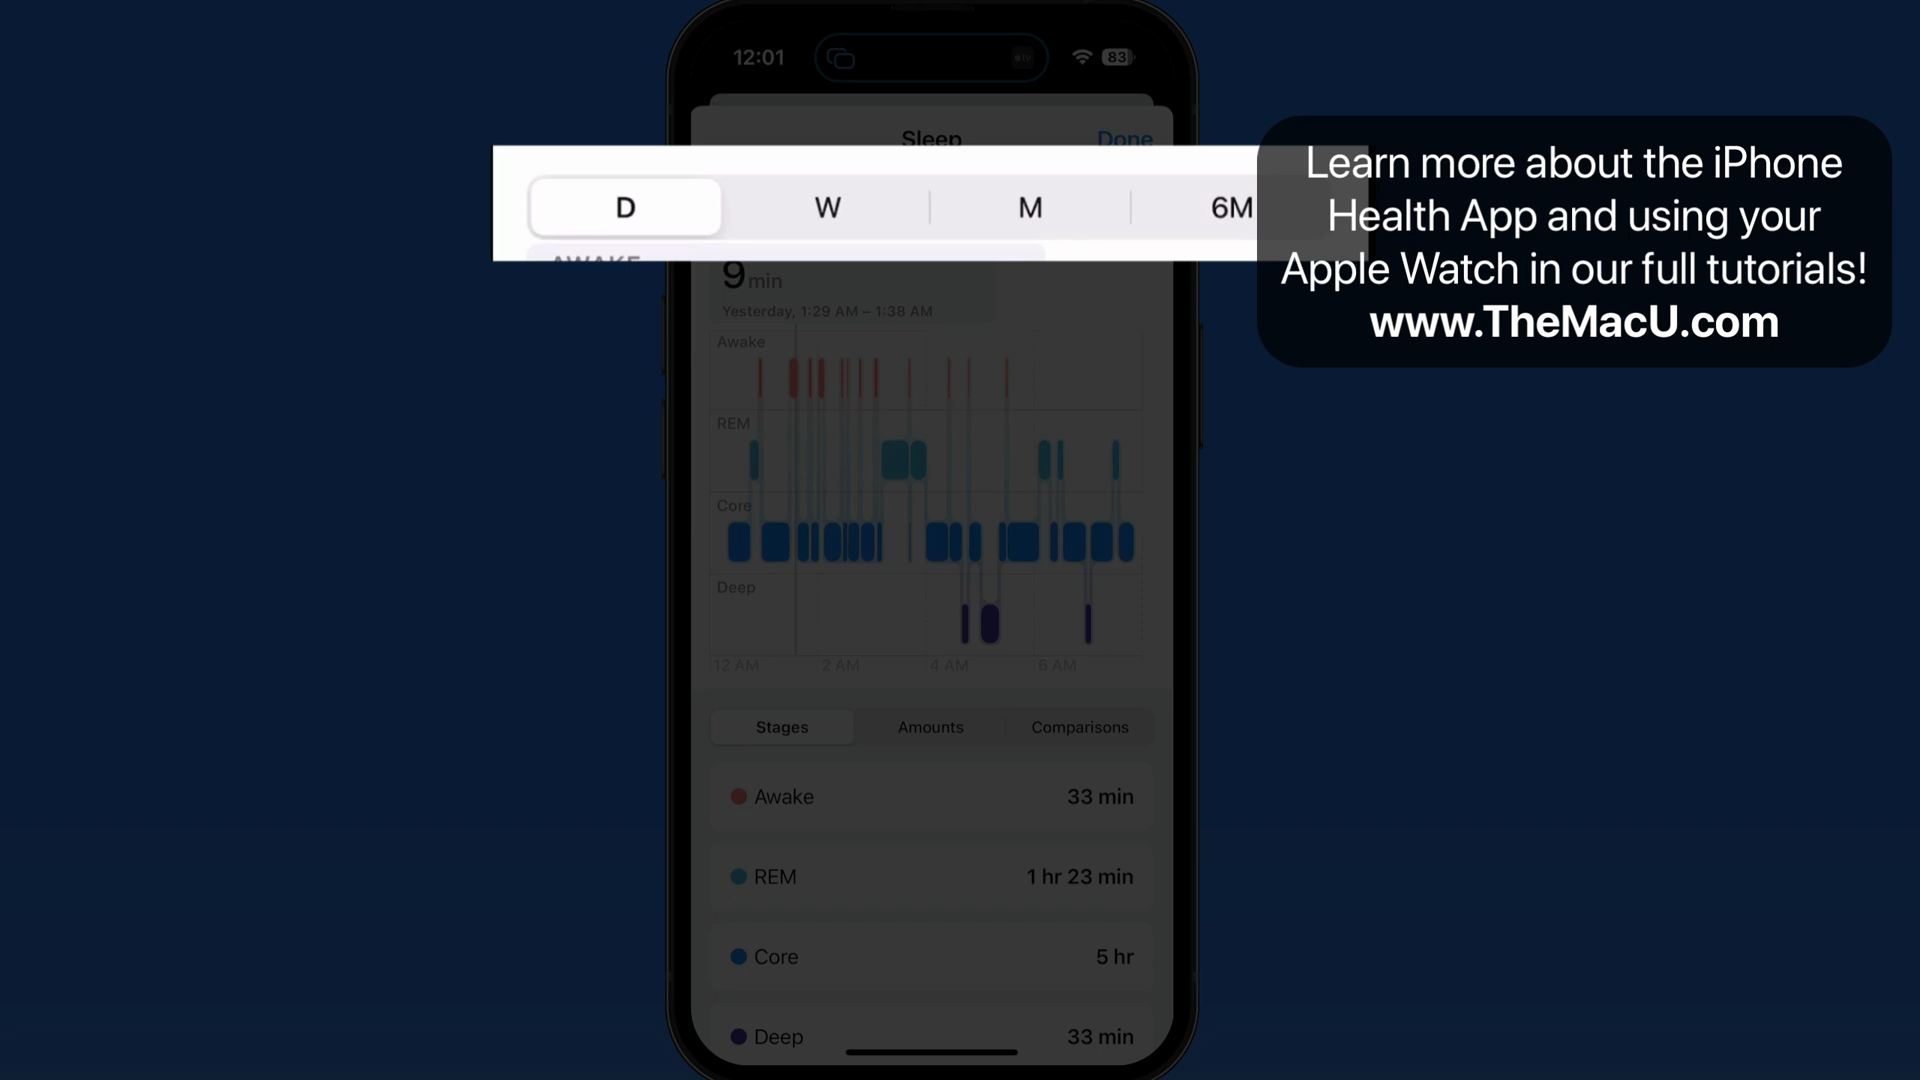 12:01
83
Sleep
Done
D
W
M
6M
AWAKE
9 min
Yesterday, 1:29 AM – 1:38 AM
Awake
REM
Core
Deep
12 AM
2 AM
4 AM
6 AM
Stages
Amounts
Comparisons
Awake
33 min
REM
1 hr 23 min
Core
5 hr
Deep
33 min
Learn more about the iPhone
Health App and using your
Apple Watch in our full tutorials!
www.TheMacU.com